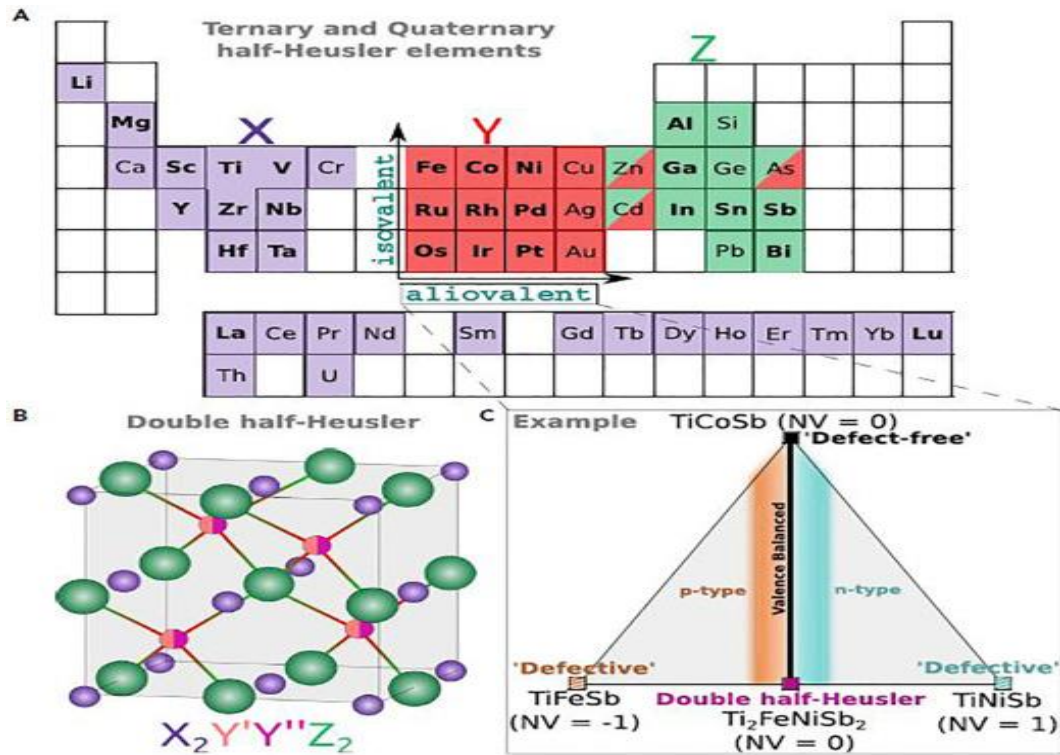 A
Ternary and Quaternary
half-Heusler elements
Z
Li
Mg X Y Al Si
Ca Sc Ti V Cr Fe Co Ni Cu Zn Ga Ge As
Y Zr Nb Ru Rh Pd Ag Cd In Sn Sb
Hf Ta Os Ir Pt Au Pb Bi
isovalent
aliovalent
La Ce Pr Nd Sm Gd Tb Dy Ho Er Tm Yb Lu
Th U
B
Double half-Heusler
X2Y'Y''Z2
C
Example
TiCoSb (NV = 0)
'Defect-free'
p-type
Valence Balanced
n-type
'Defective'
TiFeSb
(NV = -1)
Double half-Heusler
Ti2FeNiSb2
(NV = 0)
'Defective'
TiNiSb
(NV = 1)